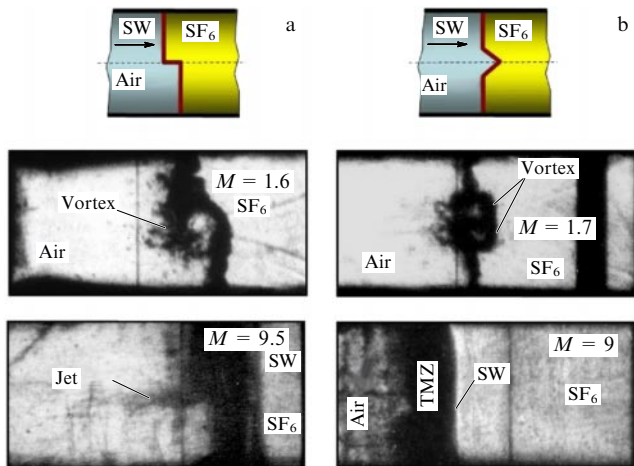 SW SF₆ a
Air
SW SF₆ b
Air
M = 1.6
SF₆
Vortex
Air
Vortex
M = 1.7
Air
SF₆
M = 9.5
SW
Jet
SF₆
M = 9
SW
TMZ
Air
SF₆